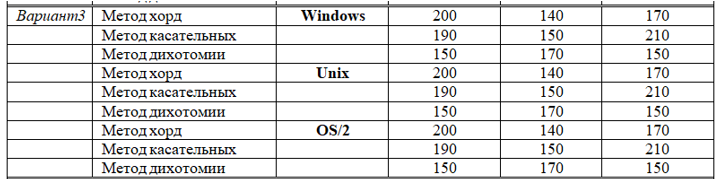 Вариант3 Метод хорд Windows 200 140 170
Метод касательных 190 150 210
Метод дихотомии 150 170 150
Метод хорд Unix 200 140 170
Метод касательных 190 150 210
Метод дихотомии 150 170 150
Метод хорд OS/2 200 140 170
Метод касательных 190 150 210
Метод дихотомии 150 170 150